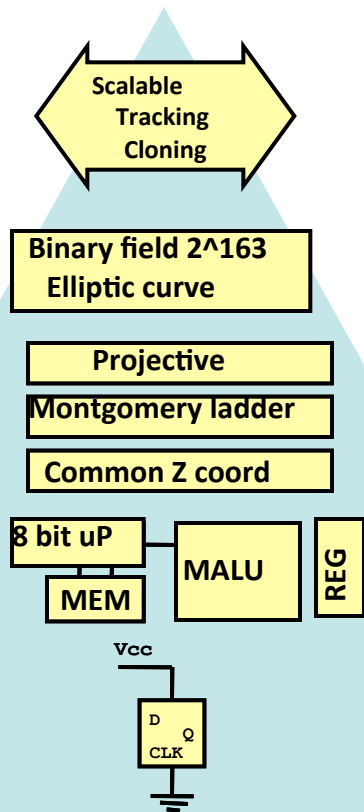 Scalable
Tracking
Cloning
Binary field 2^163
Elliptic curve
Projective
Montgomery ladder
Common Z coord
8 bit uP
MALU
REG
MEM
Vcc
D
Q
CLK